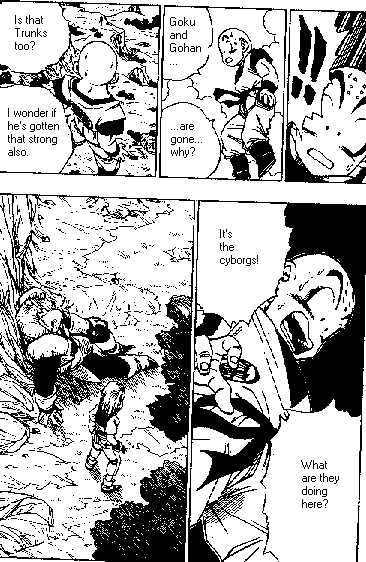 Is that
Trunks
too?
I wonder if
he's gotten
that strong
also.
Goku
and
Gohan
...
...are
gone...
why?
!!!
It's
the
cyborgs!
What
are they
doing
here?